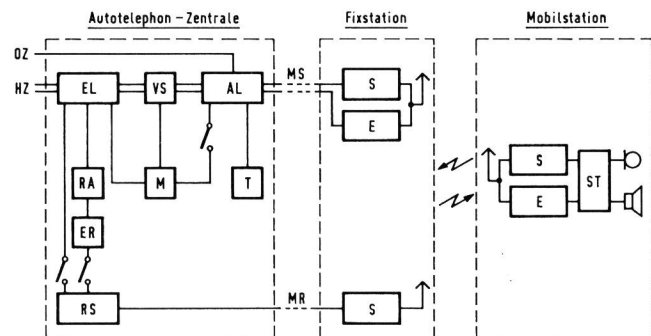 Autotelephon-Zentrale
Fixstation
Mobilstation
OZ
HZ
EL
VS
AL
MS
S
E
S
E
ST
RA
M
T
ER
RS
MR
S